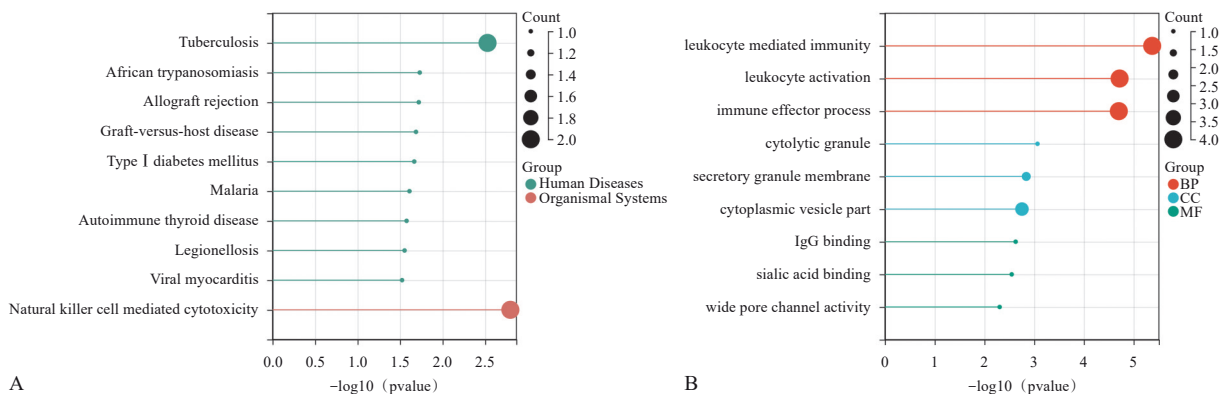 Tuberculosis
African trypanosomiasis
Allograft rejection
Graft-versus-host disease
Type Ⅰ diabetes mellitus
Malaria
Autoimmune thyroid disease
Legionellosis
Viral myocarditis
Natural killer cell mediated cytotoxicity
0.0 0.5 1.0 1.5 2.0 2.5
−log10（pvalue）
A
Count
1.0
1.2
1.4
1.6
1.8
2.0
Group
Human Diseases
Organismal Systems
leukocyte mediated immunity
leukocyte activation
immune effector process
cytolytic granule
secretory granule membrane
cytoplasmic vesicle part
IgG binding
sialic acid binding
wide pore channel activity
0 1 2 3 4 5
−log10（pvalue）
B
Count
1.0
1.5
2.0
2.5
3.0
3.5
4.0
Group
BP
CC
MF